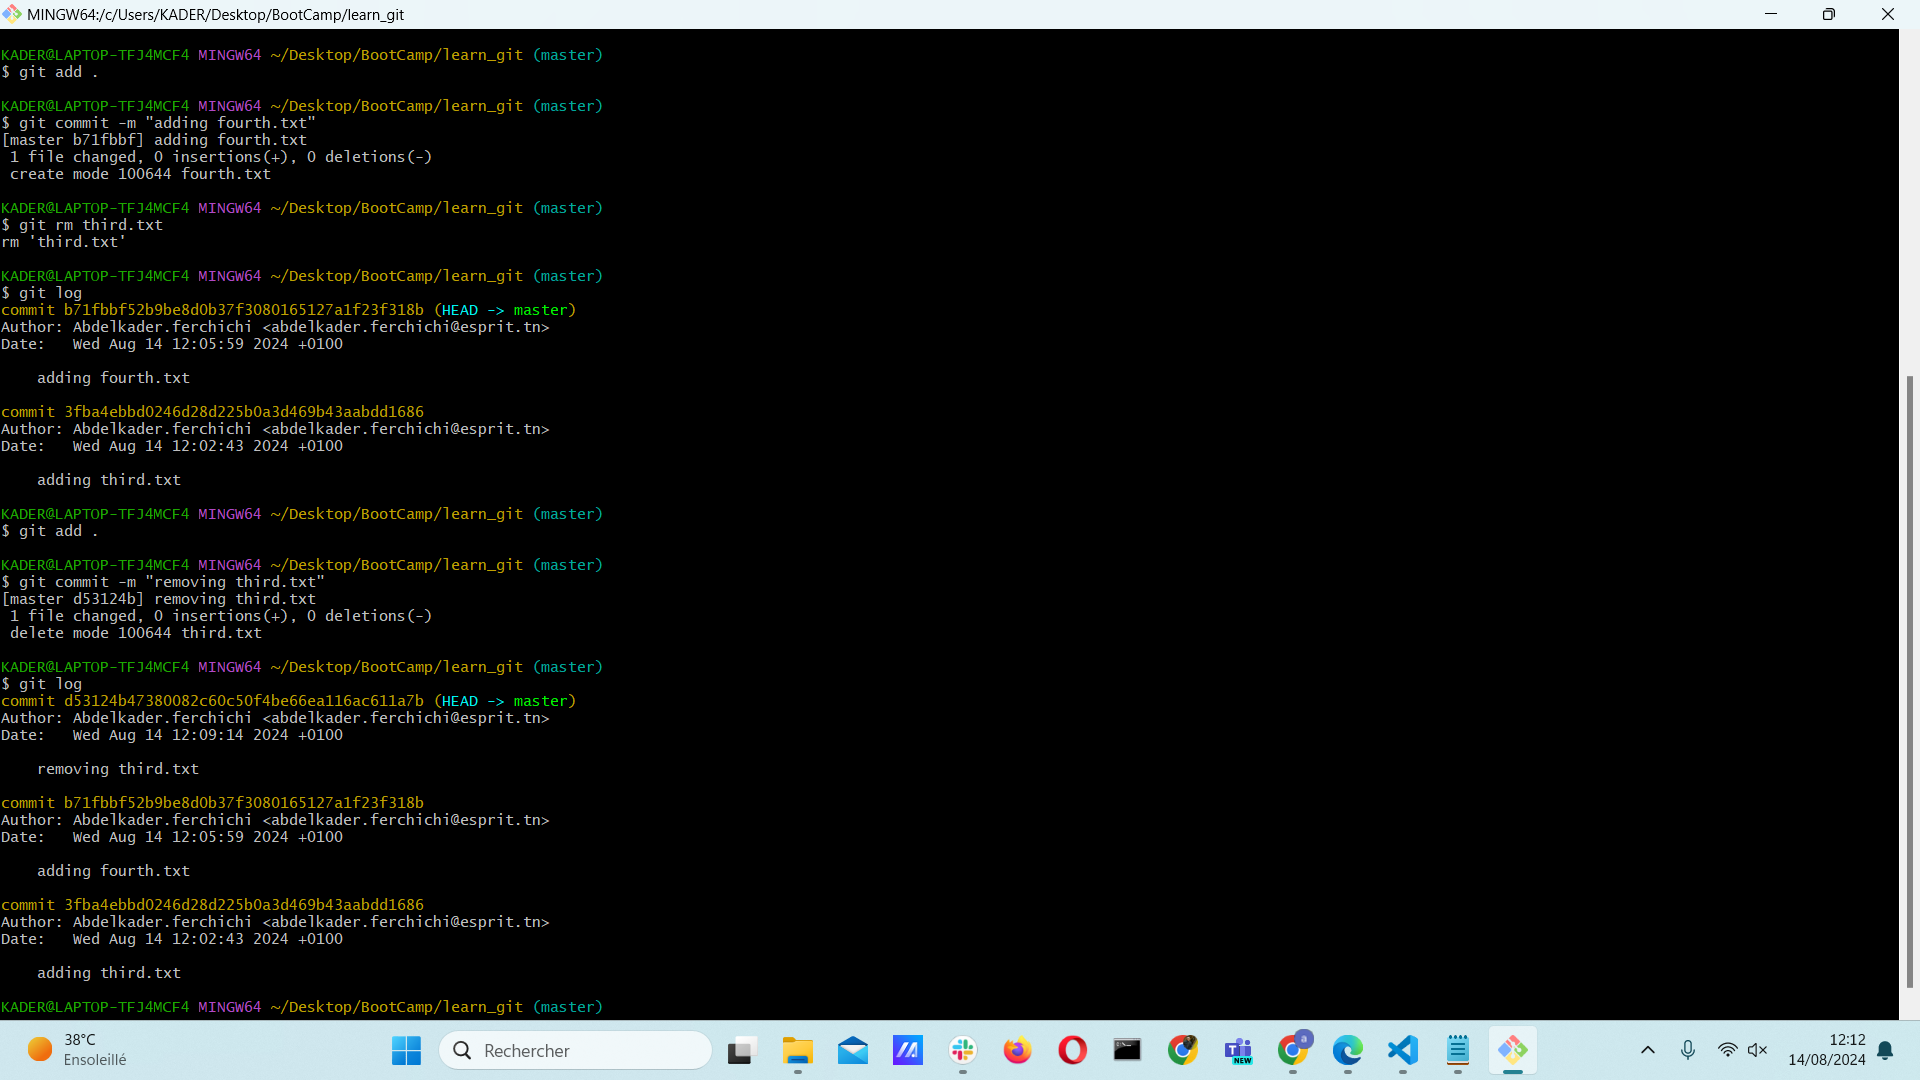 MINGW64:/c/Users/KADER/Desktop/BootCamp/learn_git
KADER@LAPTOP-TFJ4MCF4 MINGW64 ~/Desktop/BootCamp/learn_git (master)
$ git add .
KADER@LAPTOP-TFJ4MCF4 MINGW64 ~/Desktop/BootCamp/learn_git (master)
$ git commit -m "adding fourth.txt"
[master b71fbbf] adding fourth.txt
1 file changed, 0 insertions(+), 0 deletions(-)
create mode 100644 fourth.txt
KADER@LAPTOP-TFJ4MCF4 MINGW64 ~/Desktop/BootCamp/learn_git (master)
$ git rm third.txt
rm 'third.txt'
KADER@LAPTOP-TFJ4MCF4 MINGW64 ~/Desktop/BootCamp/learn_git (master)
$ git log
commit b71fbbf52b9be8d0b37f3080165127a1f23f318b (HEAD -> master)
Author: Abdelkader.ferchichi <abdelkader.ferchichi@esprit.tn>
Date:   Wed Aug 14 12:05:59 2024 +0100
adding fourth.txt
commit 3fba4ebbd0246d28d225b0a3d469b43aabdd1686
Author: Abdelkader.ferchichi <abdelkader.ferchichi@esprit.tn>
Date:   Wed Aug 14 12:02:43 2024 +0100
adding third.txt
KADER@LAPTOP-TFJ4MCF4 MINGW64 ~/Desktop/BootCamp/learn_git (master)
$ git add .
KADER@LAPTOP-TFJ4MCF4 MINGW64 ~/Desktop/BootCamp/learn_git (master)
$ git commit -m "removing third.txt"
[master d53124b] removing third.txt
1 file changed, 0 insertions(+), 0 deletions(-)
delete mode 100644 third.txt
KADER@LAPTOP-TFJ4MCF4 MINGW64 ~/Desktop/BootCamp/learn_git (master)
$ git log
commit d53124b47380082c60c50f4be66ea116ac611a7b (HEAD -> master)
Author: Abdelkader.ferchichi <abdelkader.ferchichi@esprit.tn>
Date:   Wed Aug 14 12:09:14 2024 +0100
removing third.txt
commit b71fbbf52b9be8d0b37f3080165127a1f23f318b
Author: Abdelkader.ferchichi <abdelkader.ferchichi@esprit.tn>
Date:   Wed Aug 14 12:05:59 2024 +0100
adding fourth.txt
commit 3fba4ebbd0246d28d225b0a3d469b43aabdd1686
Author: Abdelkader.ferchichi <abdelkader.ferchichi@esprit.tn>
Date:   Wed Aug 14 12:02:43 2024 +0100
adding third.txt
KADER@LAPTOP-TFJ4MCF4 MINGW64 ~/Desktop/BootCamp/learn_git (master)
38°C
Ensoleillé
Rechercher
NEW
a
12:12
14/08/2024